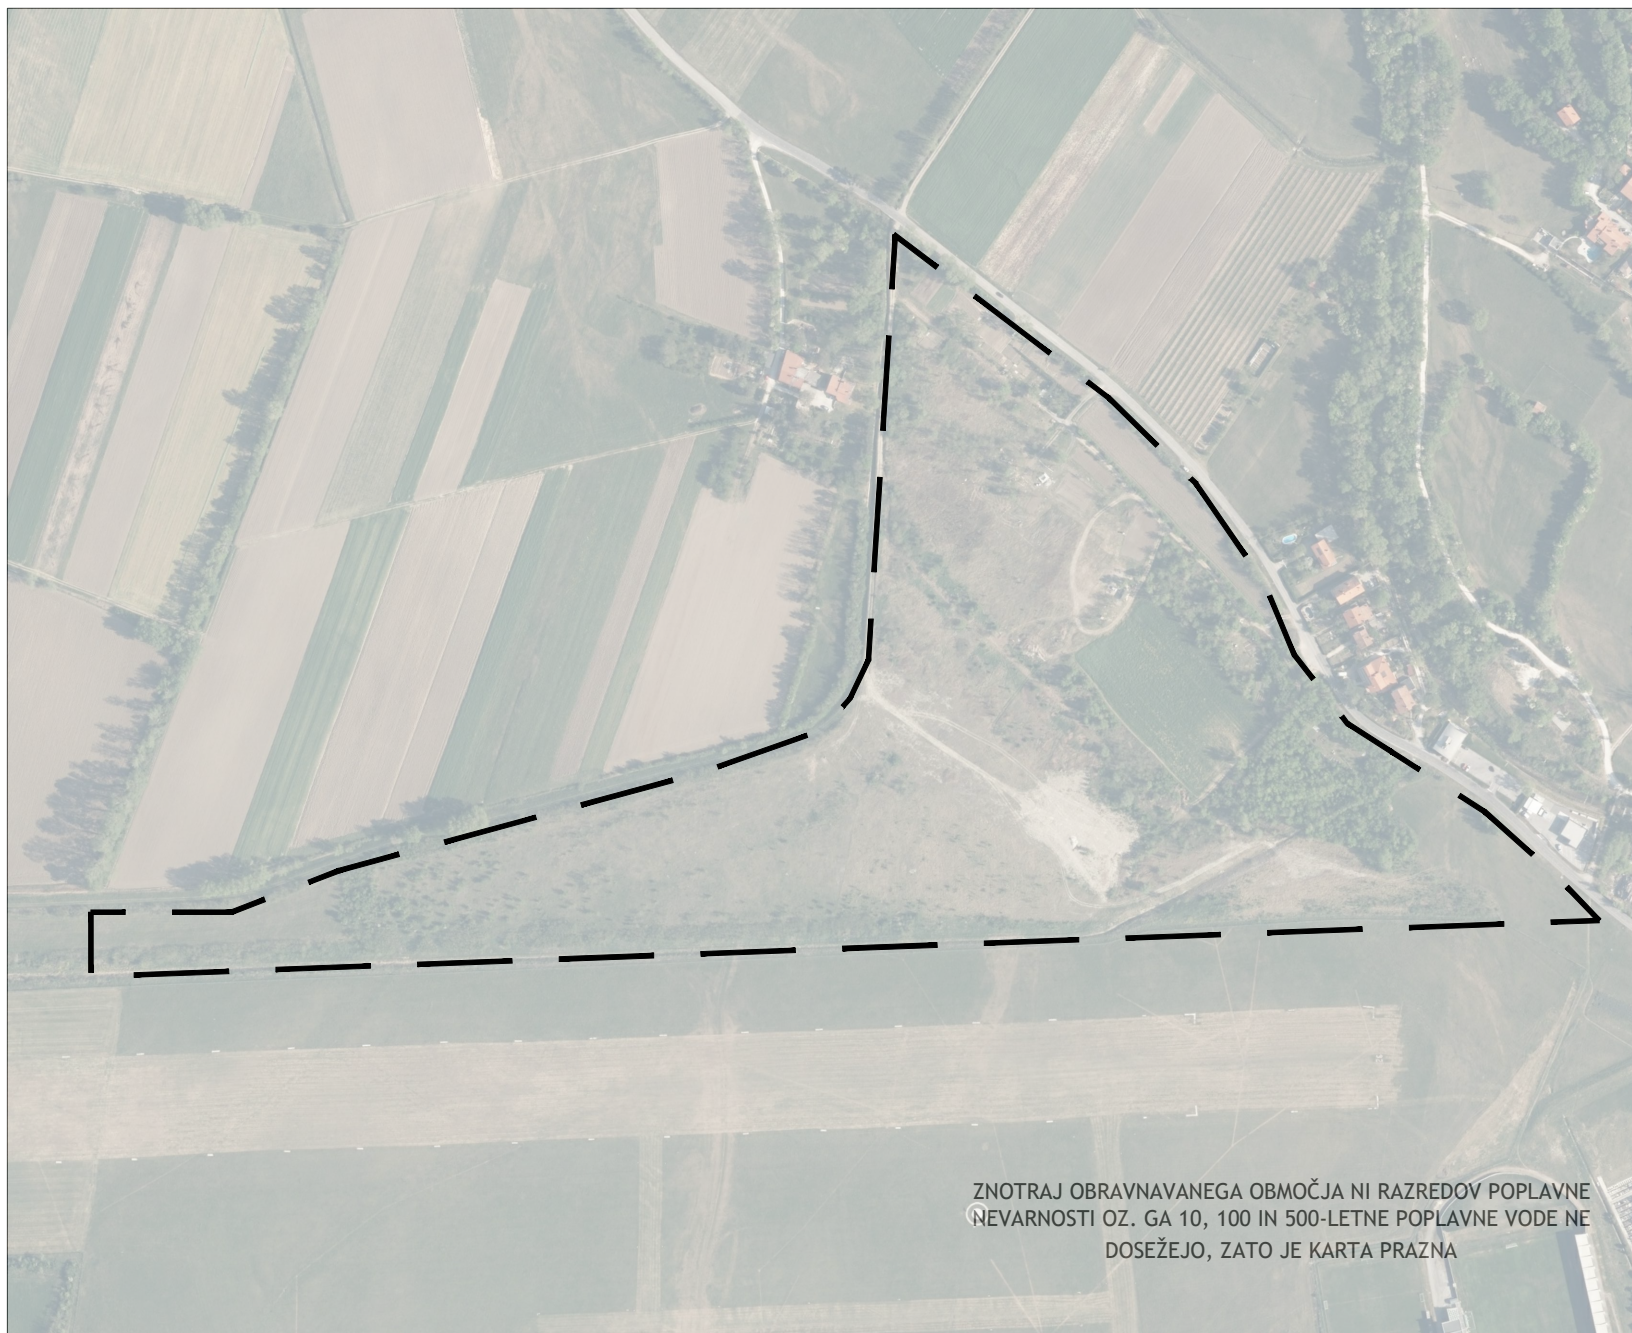 ZNOTRAJ OBRAVNAVANEGA OBMOČJA NI RAZREDOV POPLAVNE
NEVARNOSTI OZ. GA 10, 100 IN 500-LETNE POPLAVNE VODE NE
DOSEŽEJO, ZATO JE KARTA PRAZNA